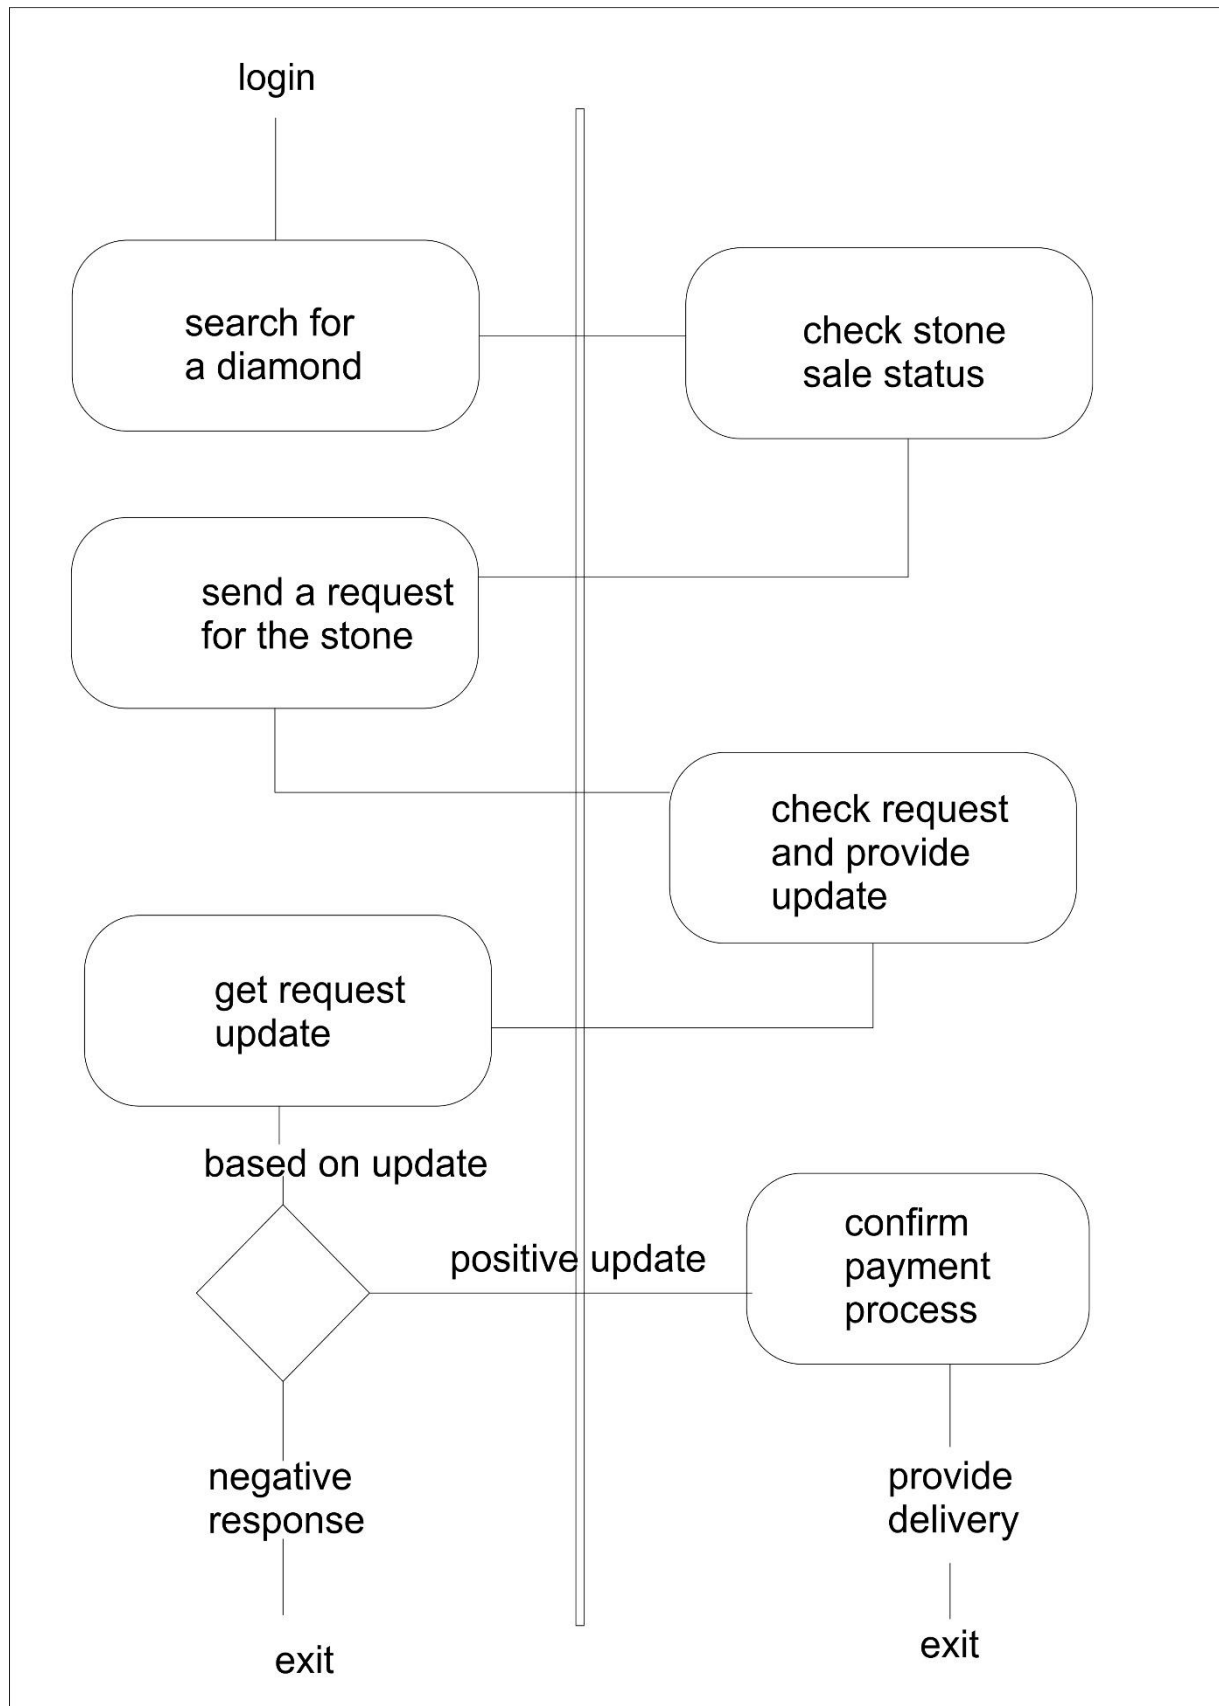 login
search for
a diamond
check stone
sale status
send a request
for the stone
check request
and provide
update
get request
update
based on update
positive update
confirm
payment
process
negative
response
provide
delivery
exit
exit